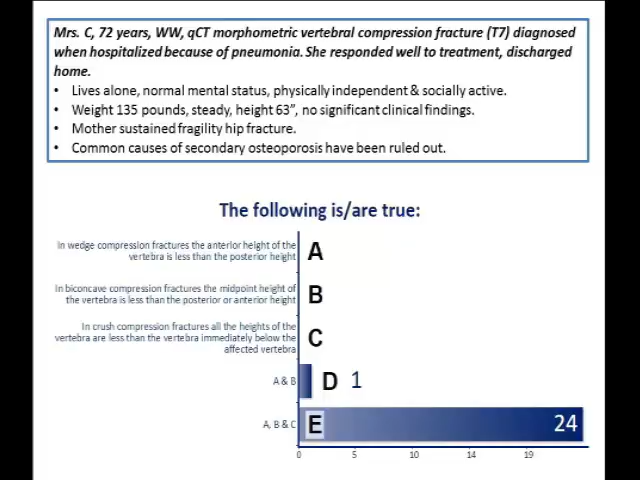 Mrs. C, 72 years, WW, qCT morphometric vertebral compression fracture (T7) diagnosed
when hospitalized because of pneumonia. She responded well to treatment, discharged
home.
• Lives alone, normal mental status, physically independent & socially active.
• Weight 135 pounds, steady, height 63”, no significant clinical findings.
• Mother sustained fragility hip fracture.
• Common causes of secondary osteoporosis have been ruled out.
The following is/are true:
In wedge compression fractures the anterior height of the
vertebra is less than the posterior height
A
In biconcave compression fractures the midpoint height of
the vertebra is less than the posterior or anterior height
B
In crush compression fractures all the heights of the
vertebra are less than the vertebra immediately below the
affected vertebra
C
A & B D 1
A, B & C E 24
0 5 10 14 19